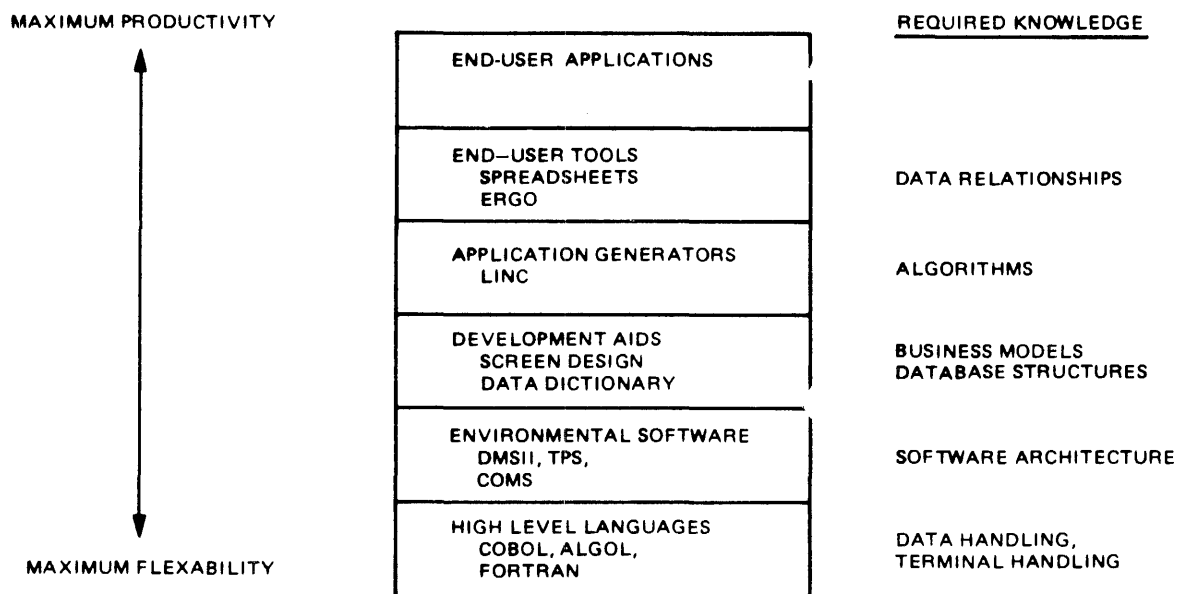 MAXIMUM PRODUCTIVITY
REQUIRED KNOWLEDGE
END-USER APPLICATIONS
END-USER TOOLS
SPREADSHEETS
ERGO
DATA RELATIONSHIPS
APPLICATION GENERATORS
LINC
ALGORITHMS
DEVELOPMENT AIDS
SCREEN DESIGN
DATA DICTIONARY
BUSINESS MODELS
DATABASE STRUCTURES
ENVIRONMENTAL SOFTWARE
DMSII, TPS,
COMS
SOFTWARE ARCHITECTURE
HIGH LEVEL LANGUAGES
COBOL, ALGOL,
FORTRAN
DATA HANDLING,
TERMINAL HANDLING
MAXIMUM FLEXABILITY